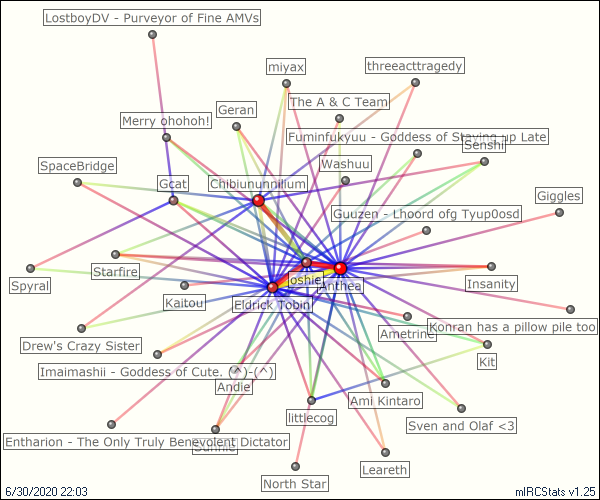 LostboyDV - Purveyor of Fine AMVs
miyax
threeacttragedy
The A & C Team
Geran
Merry ohohoh!
Fuminfukyuu - Goddess of Staying up Late
Senshi
Washuu
SpaceBridge
Gcat
Chibiununnilium
Giggles
Guuzen - Lhoord ofg Tyup0osd
Spyral
Starfire
oshie
Anthea
Insanity
Kaitou
Eldrick Tobin
Konran has a pillow pile too
Ametrine
Drew's Crazy Sister
Kit
Imaimashii - Goddess of Cute. (^)-(^)
Andie
Ami Kintaro
littlecog
Sven and Olaf <3
Entharion - The Only Truly Benevolent Dictator
Leareth
North Star
6/30/2020 22:03
mIRCStats v1.25